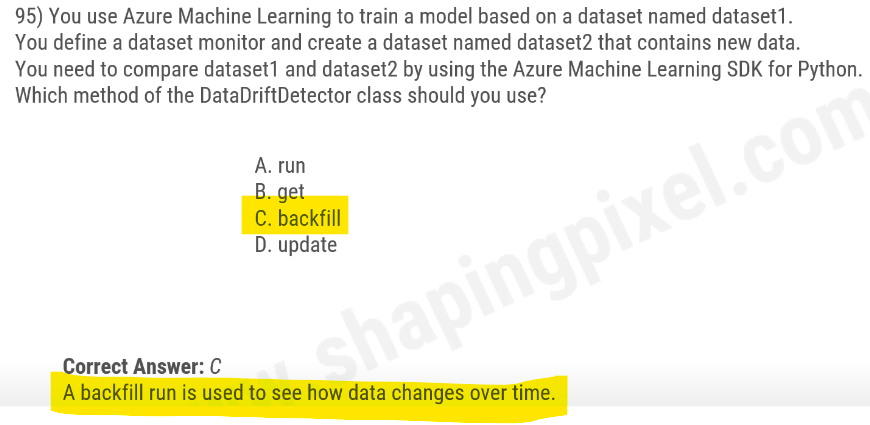 95) You use Azure Machine Learning to train a model based on a dataset named dataset1.
You define a dataset monitor and create a dataset named dataset2 that contains new data.
You need to compare dataset1 and dataset2 by using the Azure Machine Learning SDK for Python.
Which method of the DataDriftDetector class should you use?
A. run
B. get
C. backfill
D. update
shapingpixel.com
Correct Answer: C
A backfill run is used to see how data changes over time.